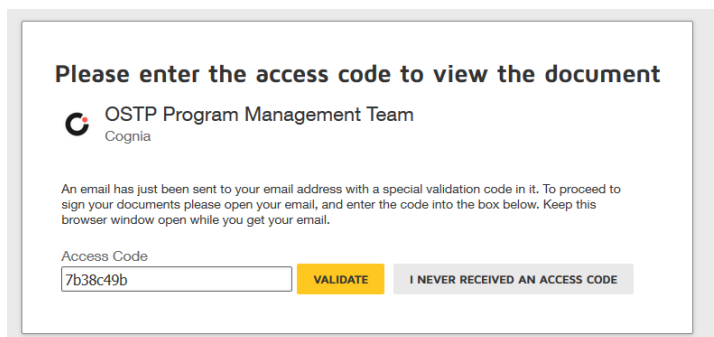 Please enter the access code to view the document
OSTP Program Management Team
Cognia
An email has just been sent to your email address with a special validation code in it. To proceed to
sign your documents please open your email, and enter the code into the box below. Keep this
browser window open while you get your email.
Access Code
7b38c49b
VALIDATE
I NEVER RECEIVED AN ACCESS CODE